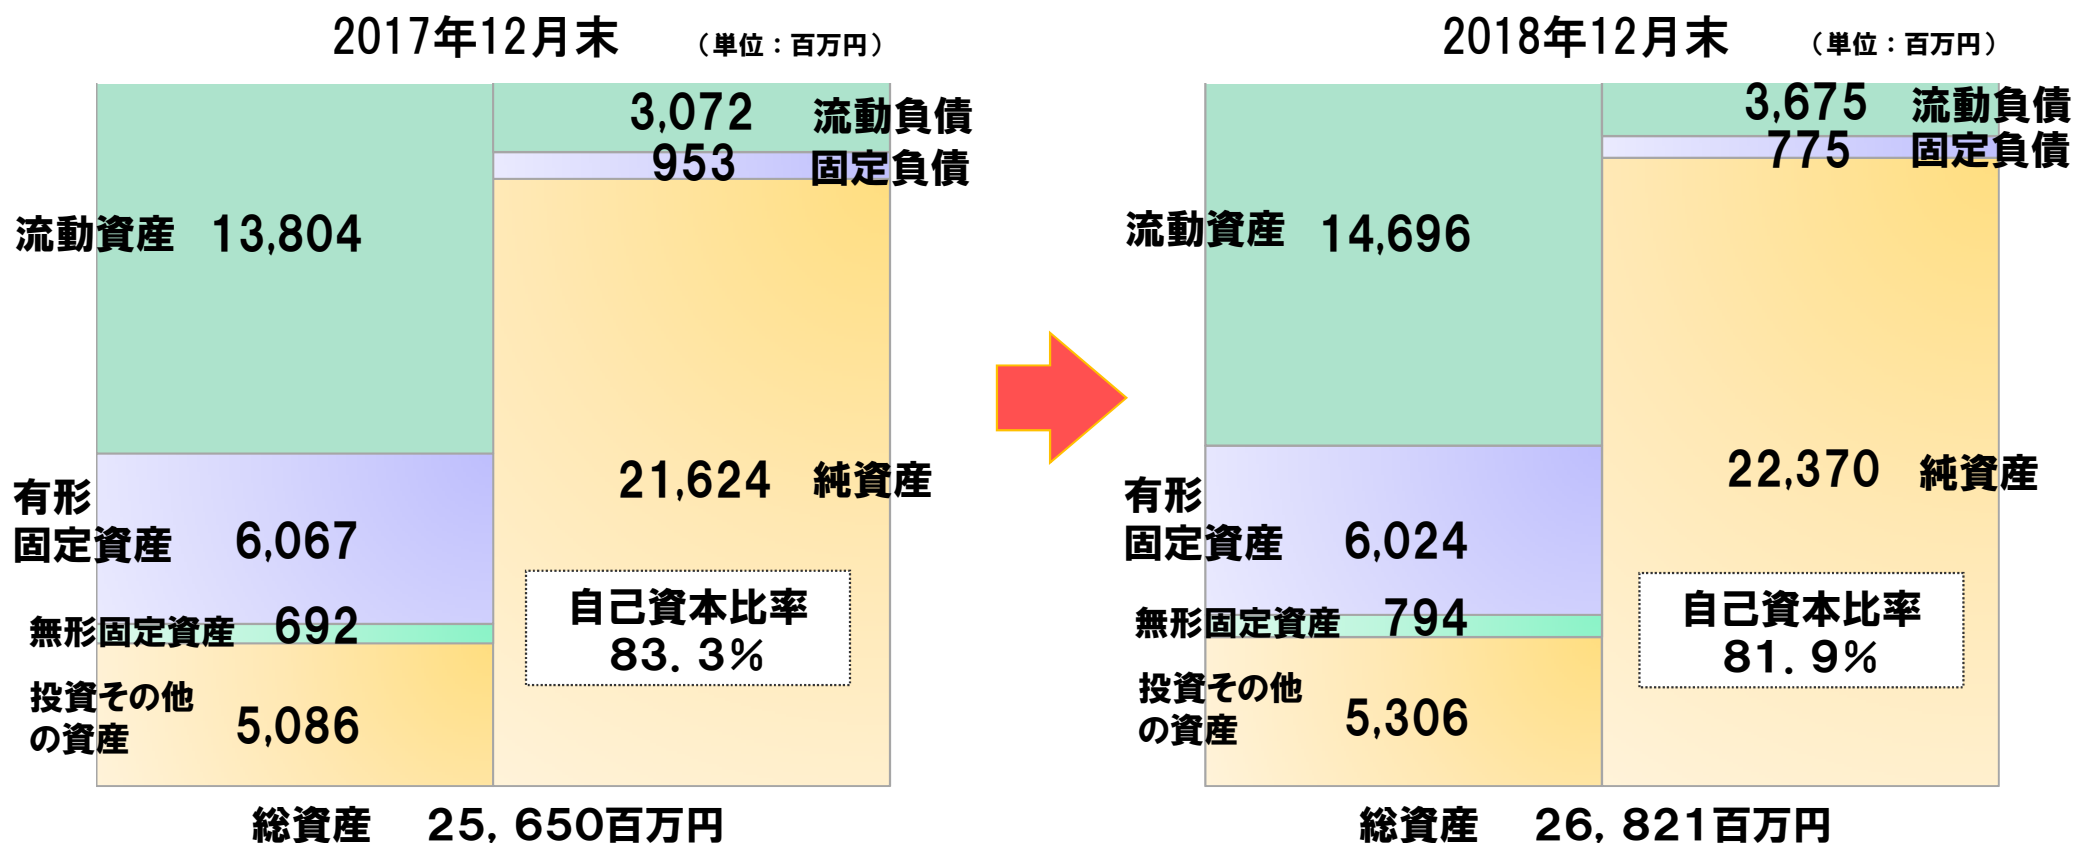 2017年12月末 （単位：百万円）
3,072 流動負債
953 固定負債
流動資産 13,804
21,624 純資産
有形
固定資産 6,067
無形固定資産 692
自己資本比率
83．3％
投資その他
の資産 5,086
総資産 25，650百万円
2018年12月末 （単位：百万円）
3,675 流動負債
775 固定負債
流動資産 14,696
22,370 純資産
有形
固定資産 6,024
無形固定資産 794
自己資本比率
81．9％
投資その他
の資産 5,306
総資産 26，821百万円